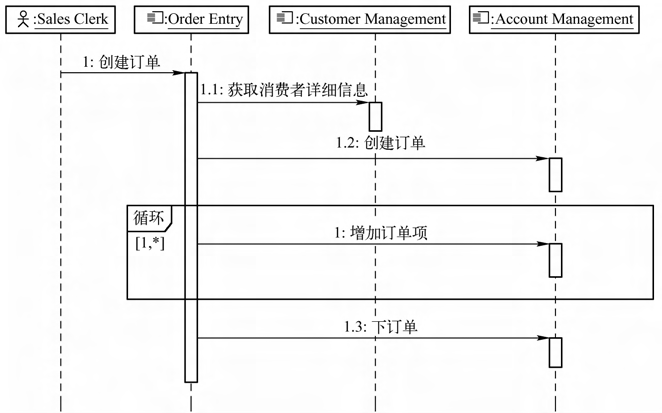 :Sales Clerk
:Order Entry
:Customer Management
:Account Management
1: 创建订单
1.1: 获取消费者详细信息
1.2: 创建订单
循环
[1,*]
1: 增加订单项
1.3: 下订单